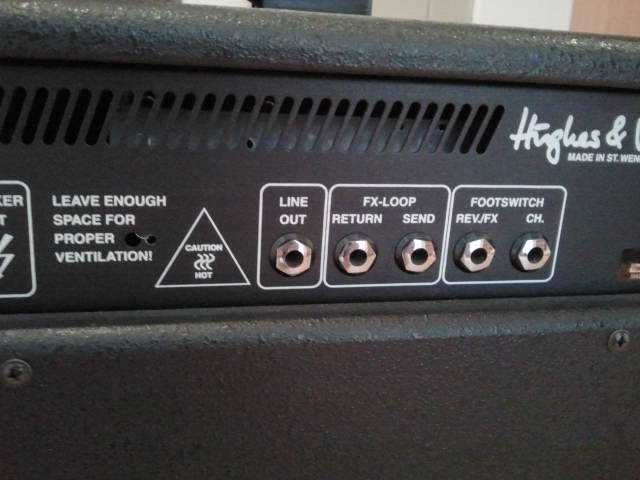 Hughes &
MADE IN ST.
LEAVE ENOUGH
SPACE FOR
PROPER
VENTILATION!
CAUTION
HOT
LINE
OUT
FX-LOOP
RETURN SEND
FOOTSWITCH
REV./FX CH.